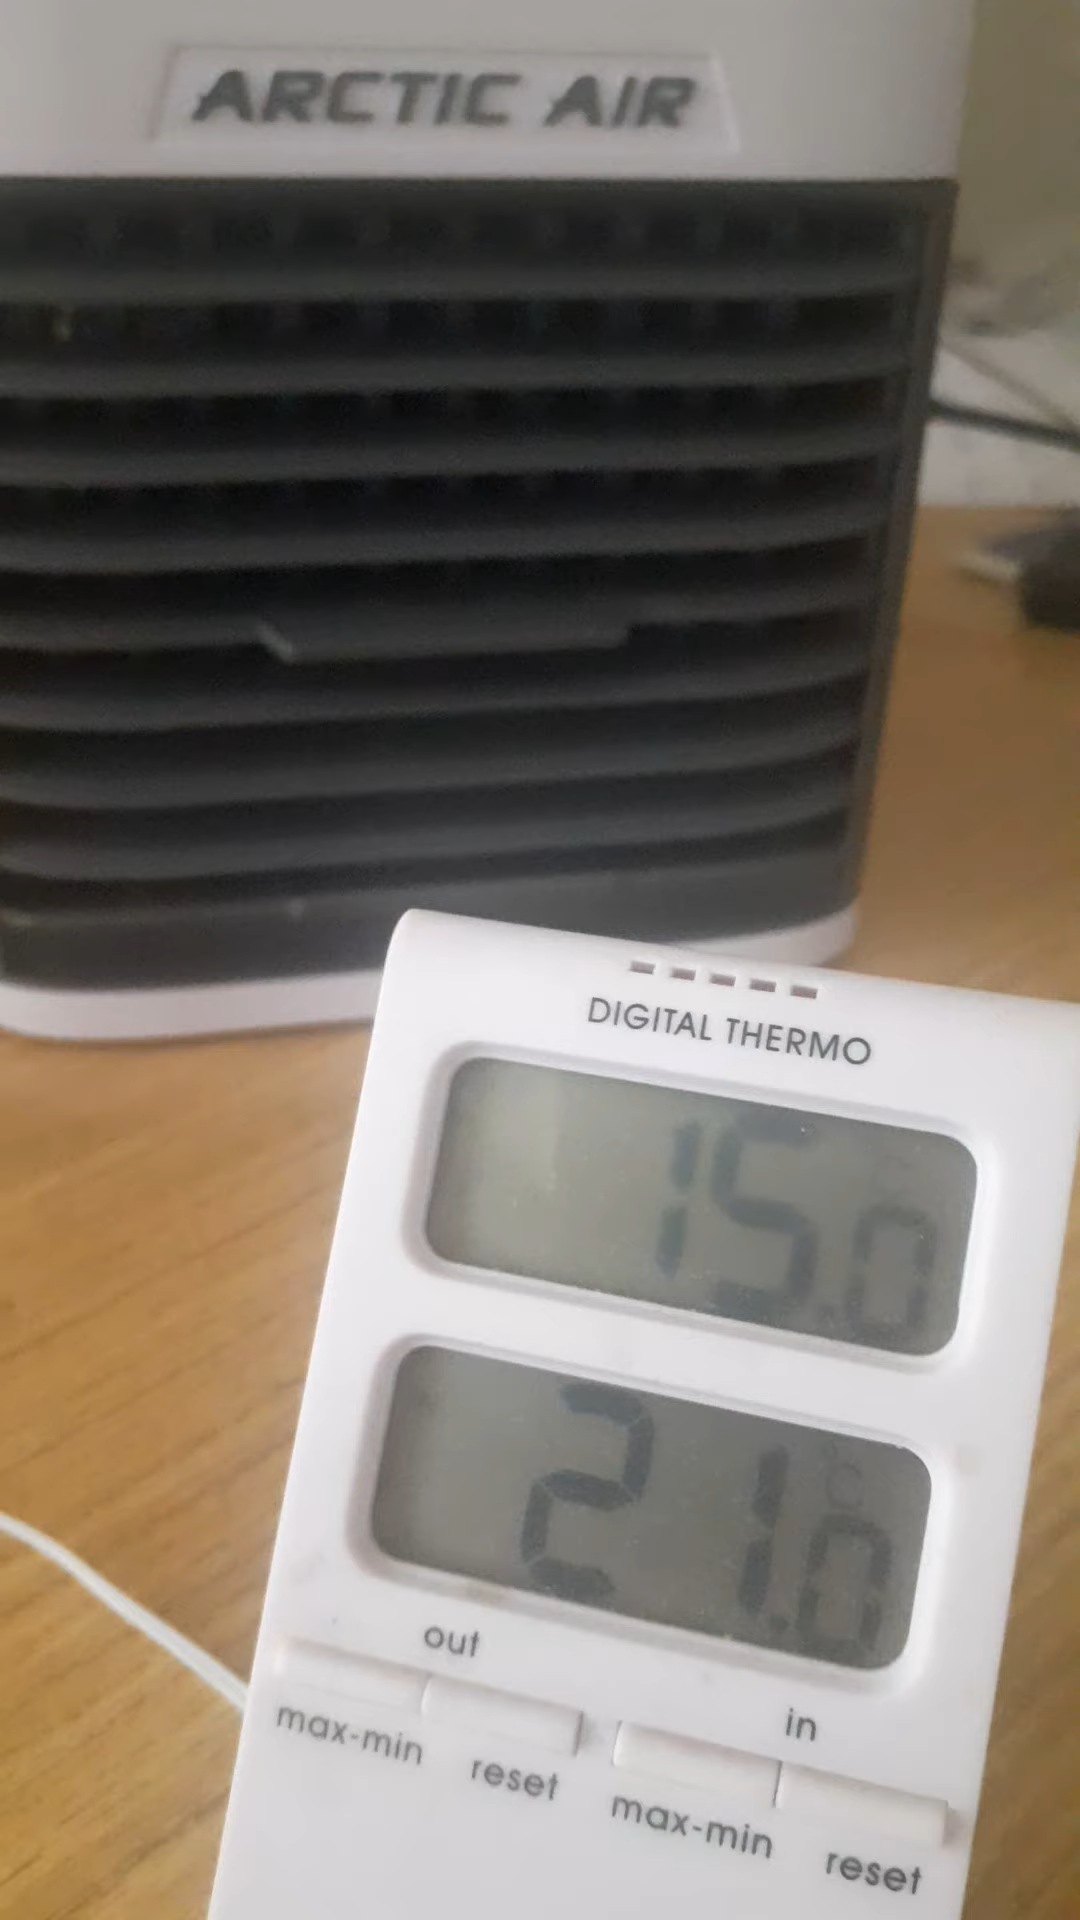 ARCTIC AIR
DIGITAL THERMO
15.0
°C
21.0
out
in
max-min
reset
max-min
reset